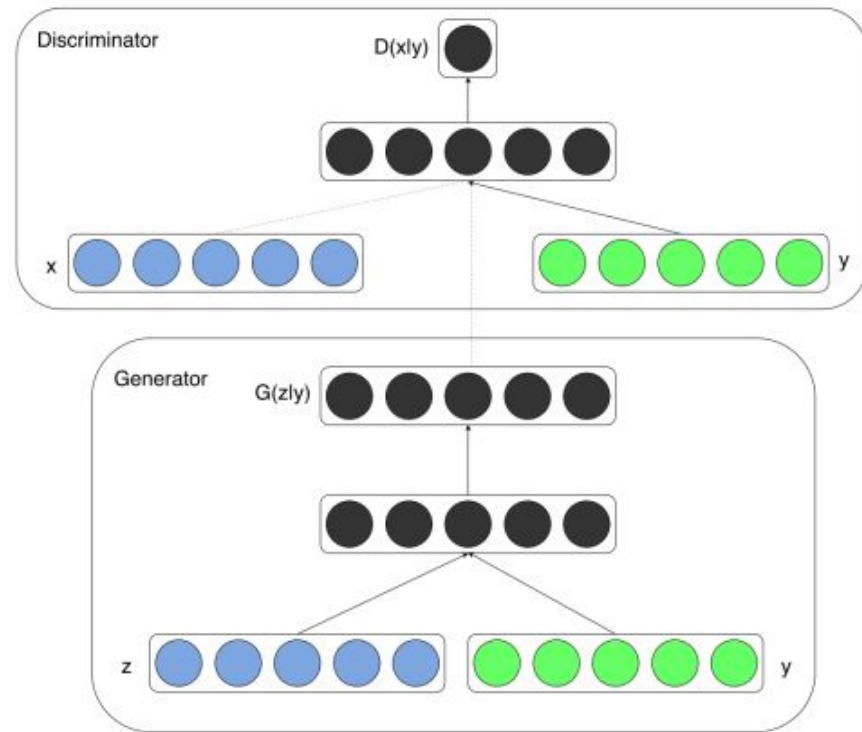 Discriminator
D(x|y)
x
y
Generator
G(z|y)
z
y